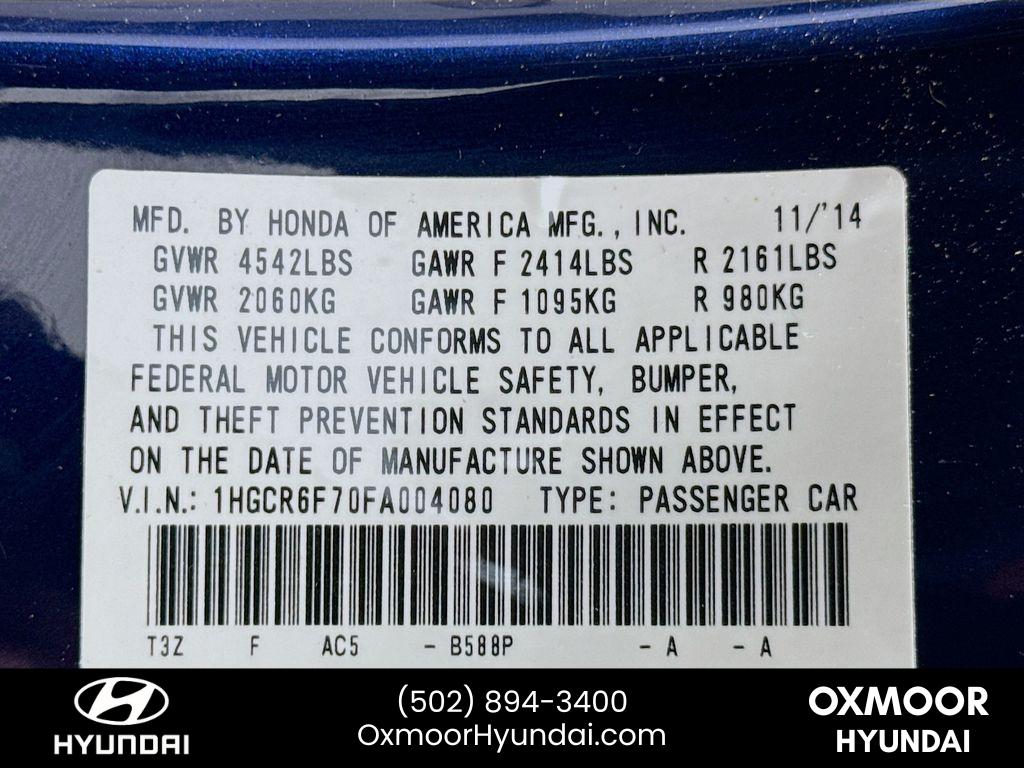 MFD. BY HONDA OF AMERICA MFG., INC. 11/'14
GVWR 4542LBS GAWR F 2414LBS R 2161LBS
GVWR 2060KG GAWR F 1095KG R 980KG
THIS VEHICLE CONFORMS TO ALL APPLICABLE
FEDERAL MOTOR VEHICLE SAFETY, BUMPER,
AND THEFT PREVENTION STANDARDS IN EFFECT
ON THE DATE OF MANUFACTURE SHOWN ABOVE.
V.I.N.: 1HGCR6F70FA004080 TYPE: PASSENGER CAR
T3Z F AC5 - B588P - A - A
HYUNDAI
(502) 894-3400
OxmoorHyundai.com
OXMOOR
HYUNDAI